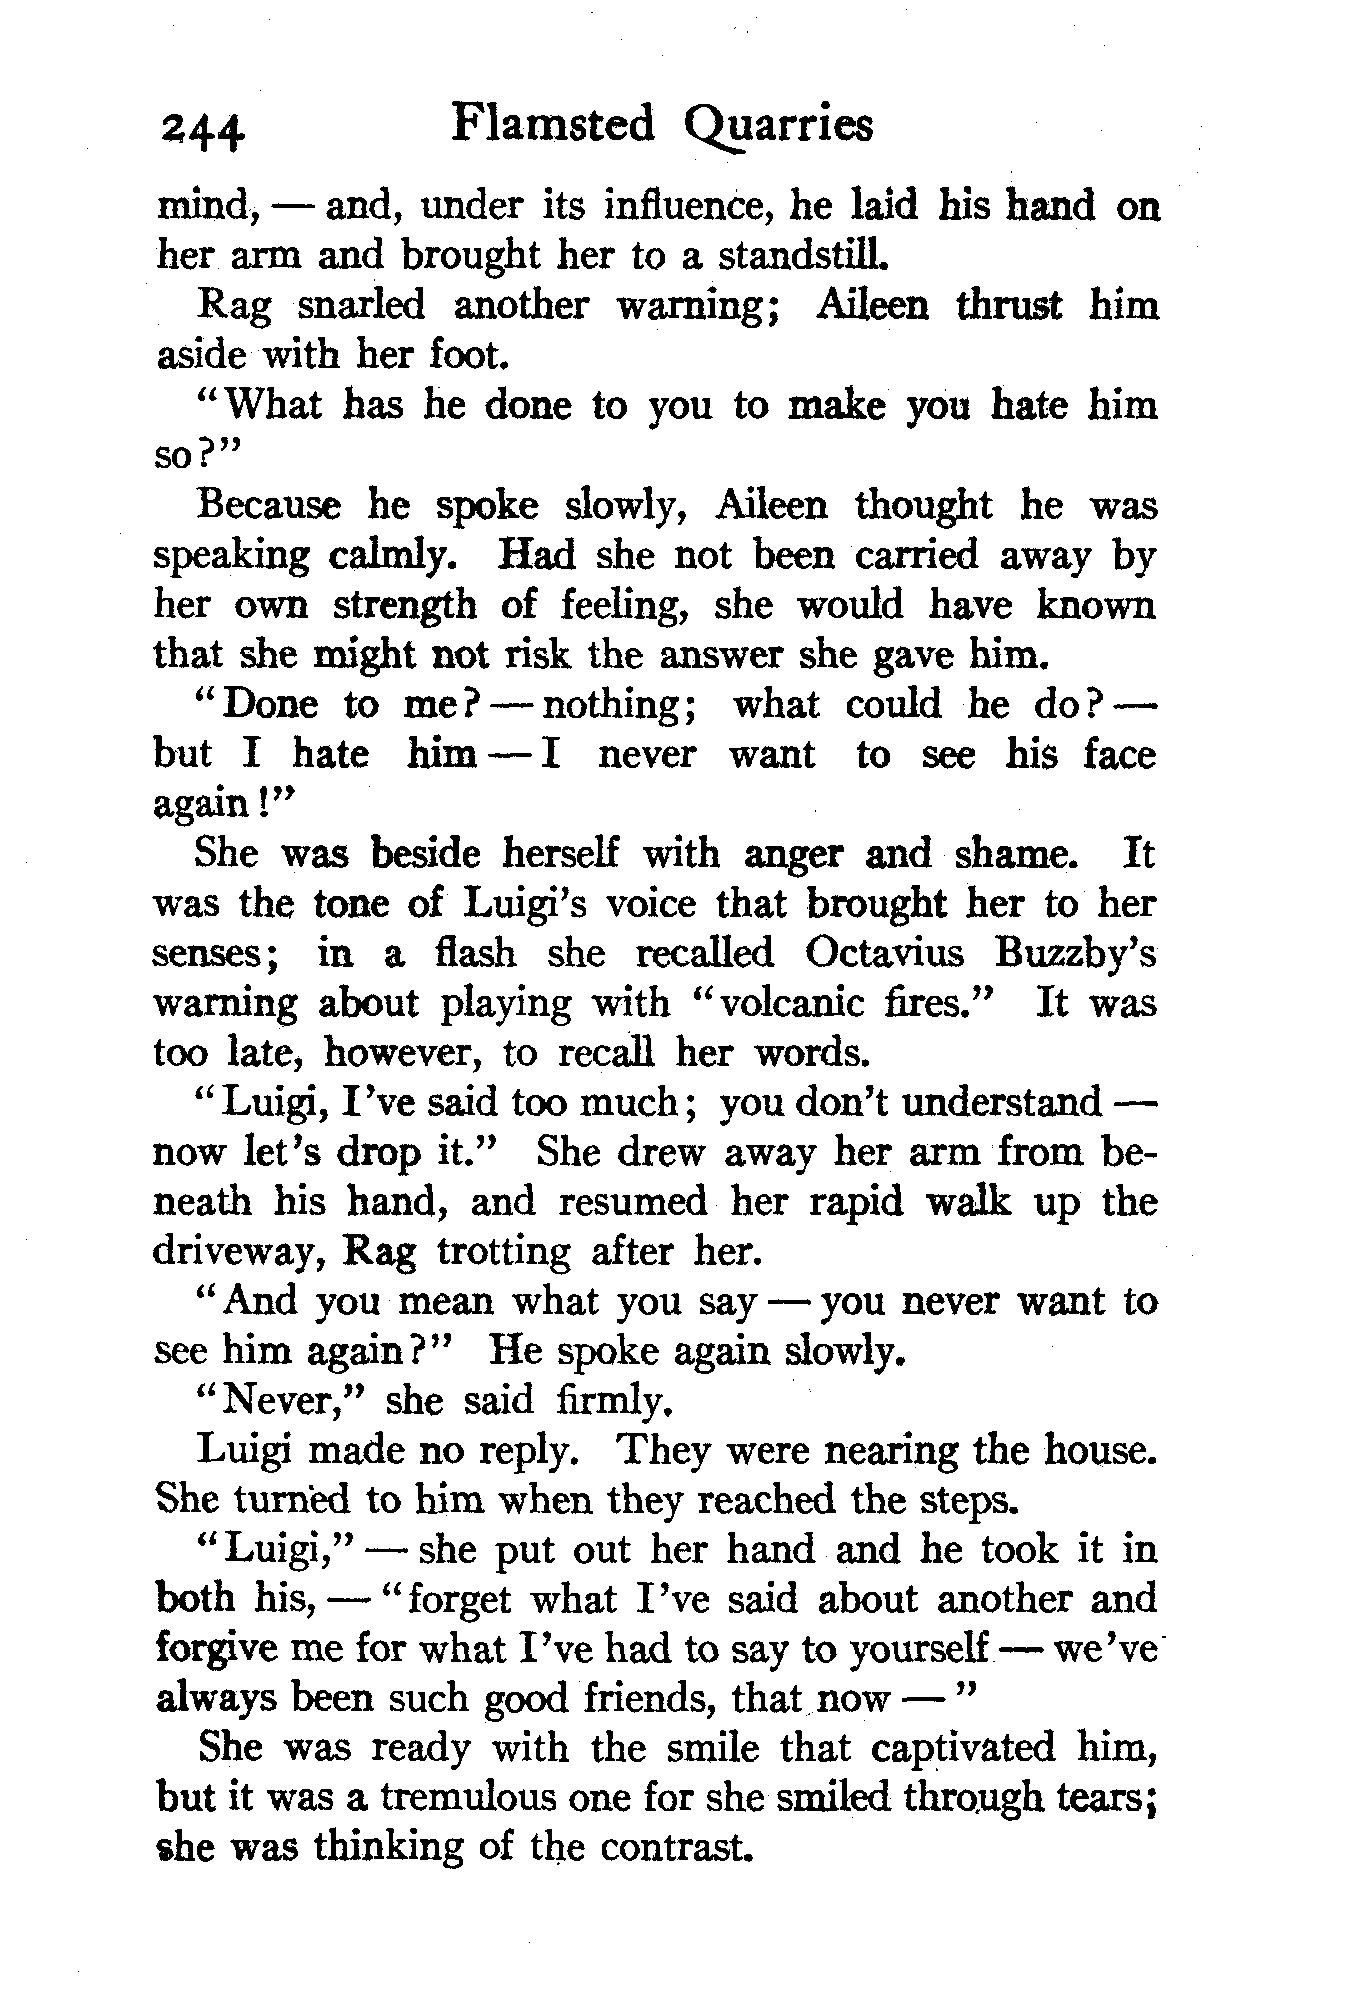 244 Flamsted Quarries
mind, — and, under its influence, he laid his hand on
her arm and brought her to a standstill.
Rag snarled another warning; Aileen thrust him
aside with her foot.
"What has he done to you to make you hate him
so?"
Because he spoke slowly, Aileen thought he was
speaking calmly. Had she not been carried away by
her own strength of feeling, she would have known
that she might not risk the answer she gave him.
"Done to me? — nothing; what could he do? —
but I hate him — I never want to see his face
again!"
She was beside herself with anger and shame. It
was the tone of Luigi's voice that brought her to her
senses; in a flash she recalled Octavius Buzzby's
warning about playing with "volcanic fires." It was
too late, however, to recall her words.
"Luigi, I've said too much; you don't understand —
now let's drop it." She drew away her arm from be-
neath his hand, and resumed her rapid walk up the
driveway, Rag trotting after her.
"And you mean what you say — you never want to
see him again?" He spoke again slowly.
"Never," she said firmly.
Luigi made no reply. They were nearing the house.
She turned to him when they reached the steps.
"Luigi," — she put out her hand and he took it in
both his, — "forget what I've said about another and
forgive me for what I've had to say to yourself — we've
always been such good friends, that now — "
She was ready with the smile that captivated him,
but it was a tremulous one for she smiled through tears;
she was thinking of the contrast.